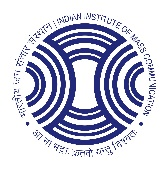 भारतीय जन संचार संस्थान | INDIAN INSTITUTE OF MASS COMMUNICATION
• आ नो भद्राः क्रतवो यन्तु विश्वतः •